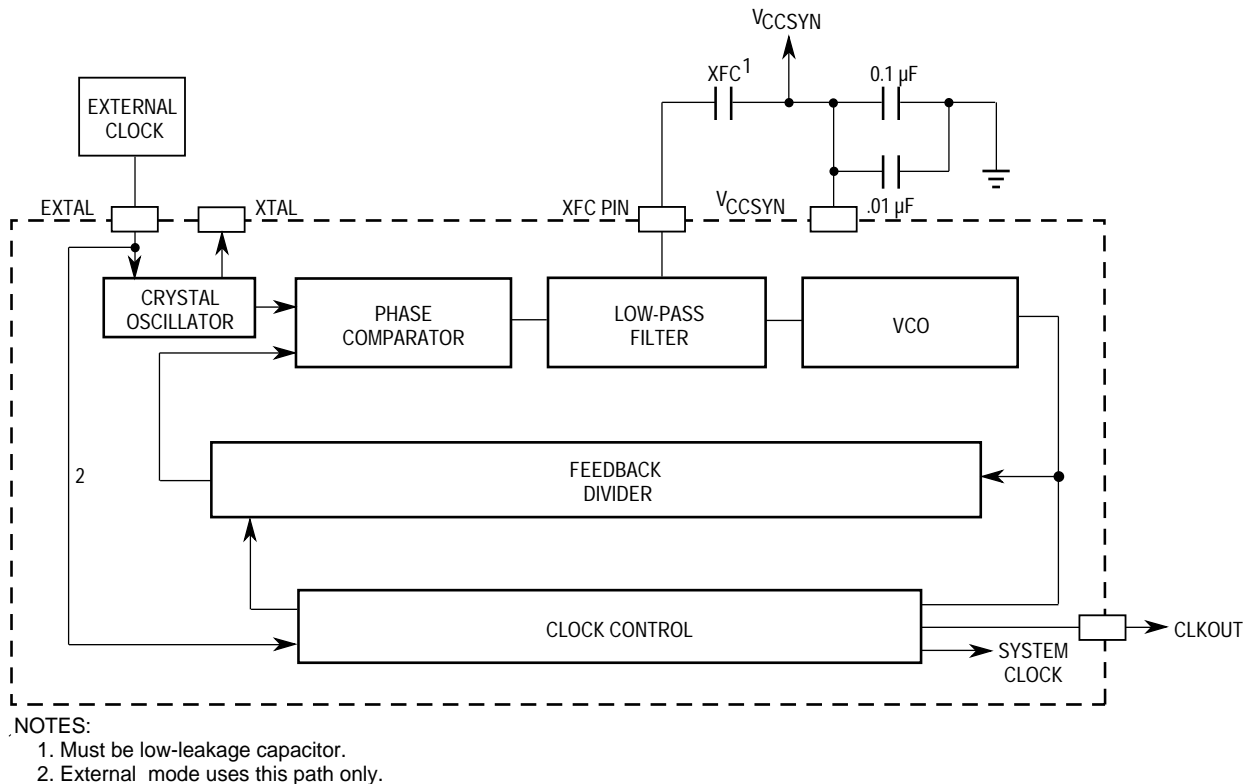 VCCSYN
XFC1
0.1 µF
EXTERNAL
CLOCK
EXTAL
XTAL
XFC PIN
VCCSYN
.01 µF
CRYSTAL
OSCILLATOR
PHASE
COMPARATOR
LOW-PASS
FILTER
VCO
2
FEEDBACK
DIVIDER
CLOCK CONTROL
CLKOUT
SYSTEM
CLOCK
NOTES:
1. Must be low-leakage capacitor.
2. External mode uses this path only.